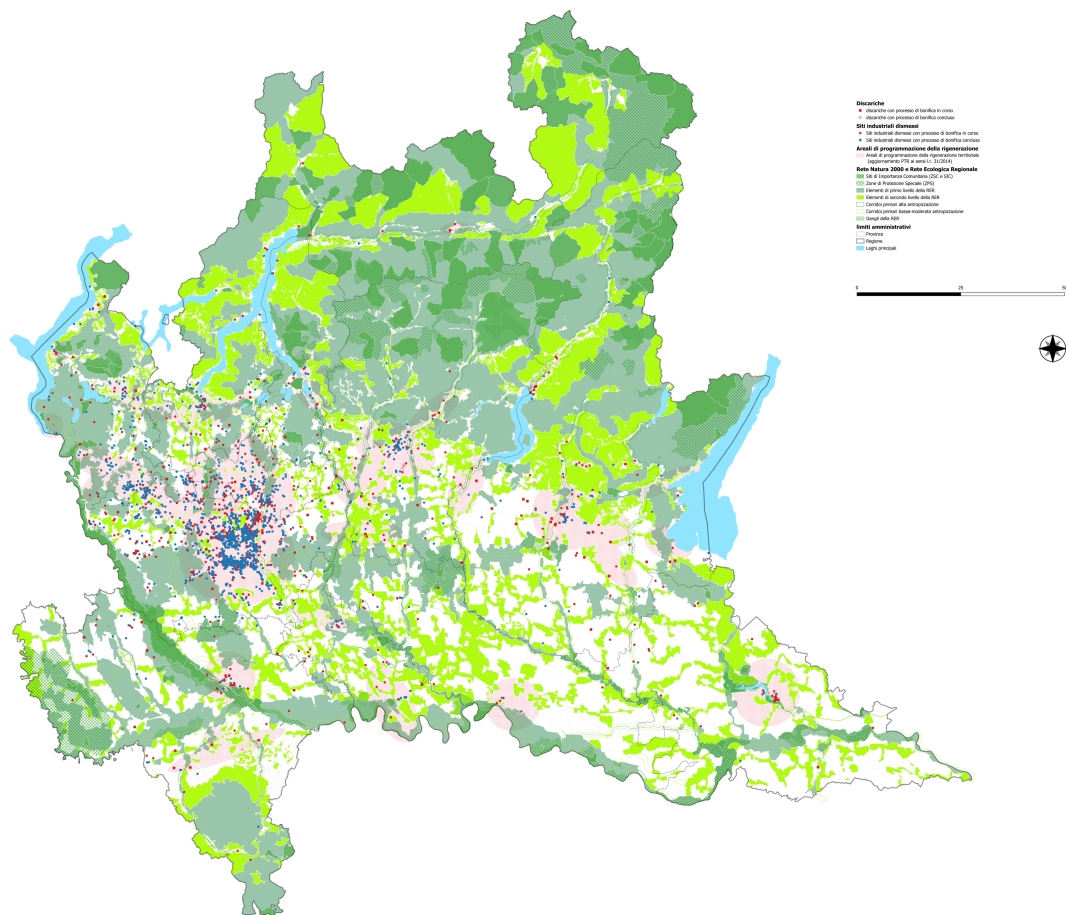 Discariche
discariche con processo di bonifica in corso
discariche con processo di bonifica concluso
Siti industriali dismessi
Siti industriali dismessi con processo di bonifica in corso
Siti industriali dismessi con processo di bonifica concluso
Areali di programmazione della rigenerazione
Areali di programmazione della rigenerazione territoriale
(aggiornamento PTR ai sensi l.r. 31/2014)
Rete Natura 2000 e Rete Ecologica Regionale
Siti di Importanza Comunitaria (ZSC e SIC)
Zone di Protezione Speciale (ZPS)
Elementi di primo livello della RER
Elementi di secondo livello della RER
Corridoi primari alta antropizzazione
Corridoi primari bassa-moderata antropizzazione
Gangli della RER
limiti amministrativi
Province
Regione
Laghi principali
0 25 50